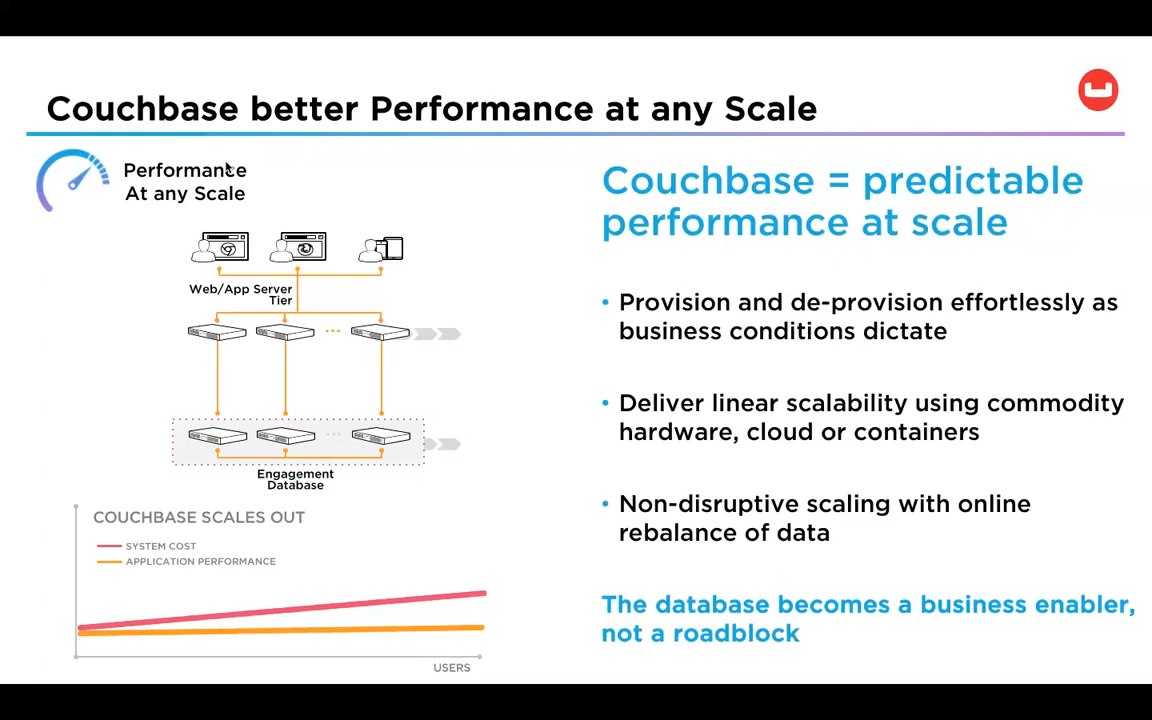 Couchbase better Performance at any Scale
Performance
At any Scale
Web/App Server
Tier
Engagement
Database
COUCHBASE SCALES OUT
SYSTEM COST
APPLICATION PERFORMANCE
USERS
Couchbase = predictable
performance at scale
• Provision and de-provision effortlessly as
business conditions dictate
• Deliver linear scalability using commodity
hardware, cloud or containers
• Non-disruptive scaling with online
rebalance of data
The database becomes a business enabler,
not a roadblock